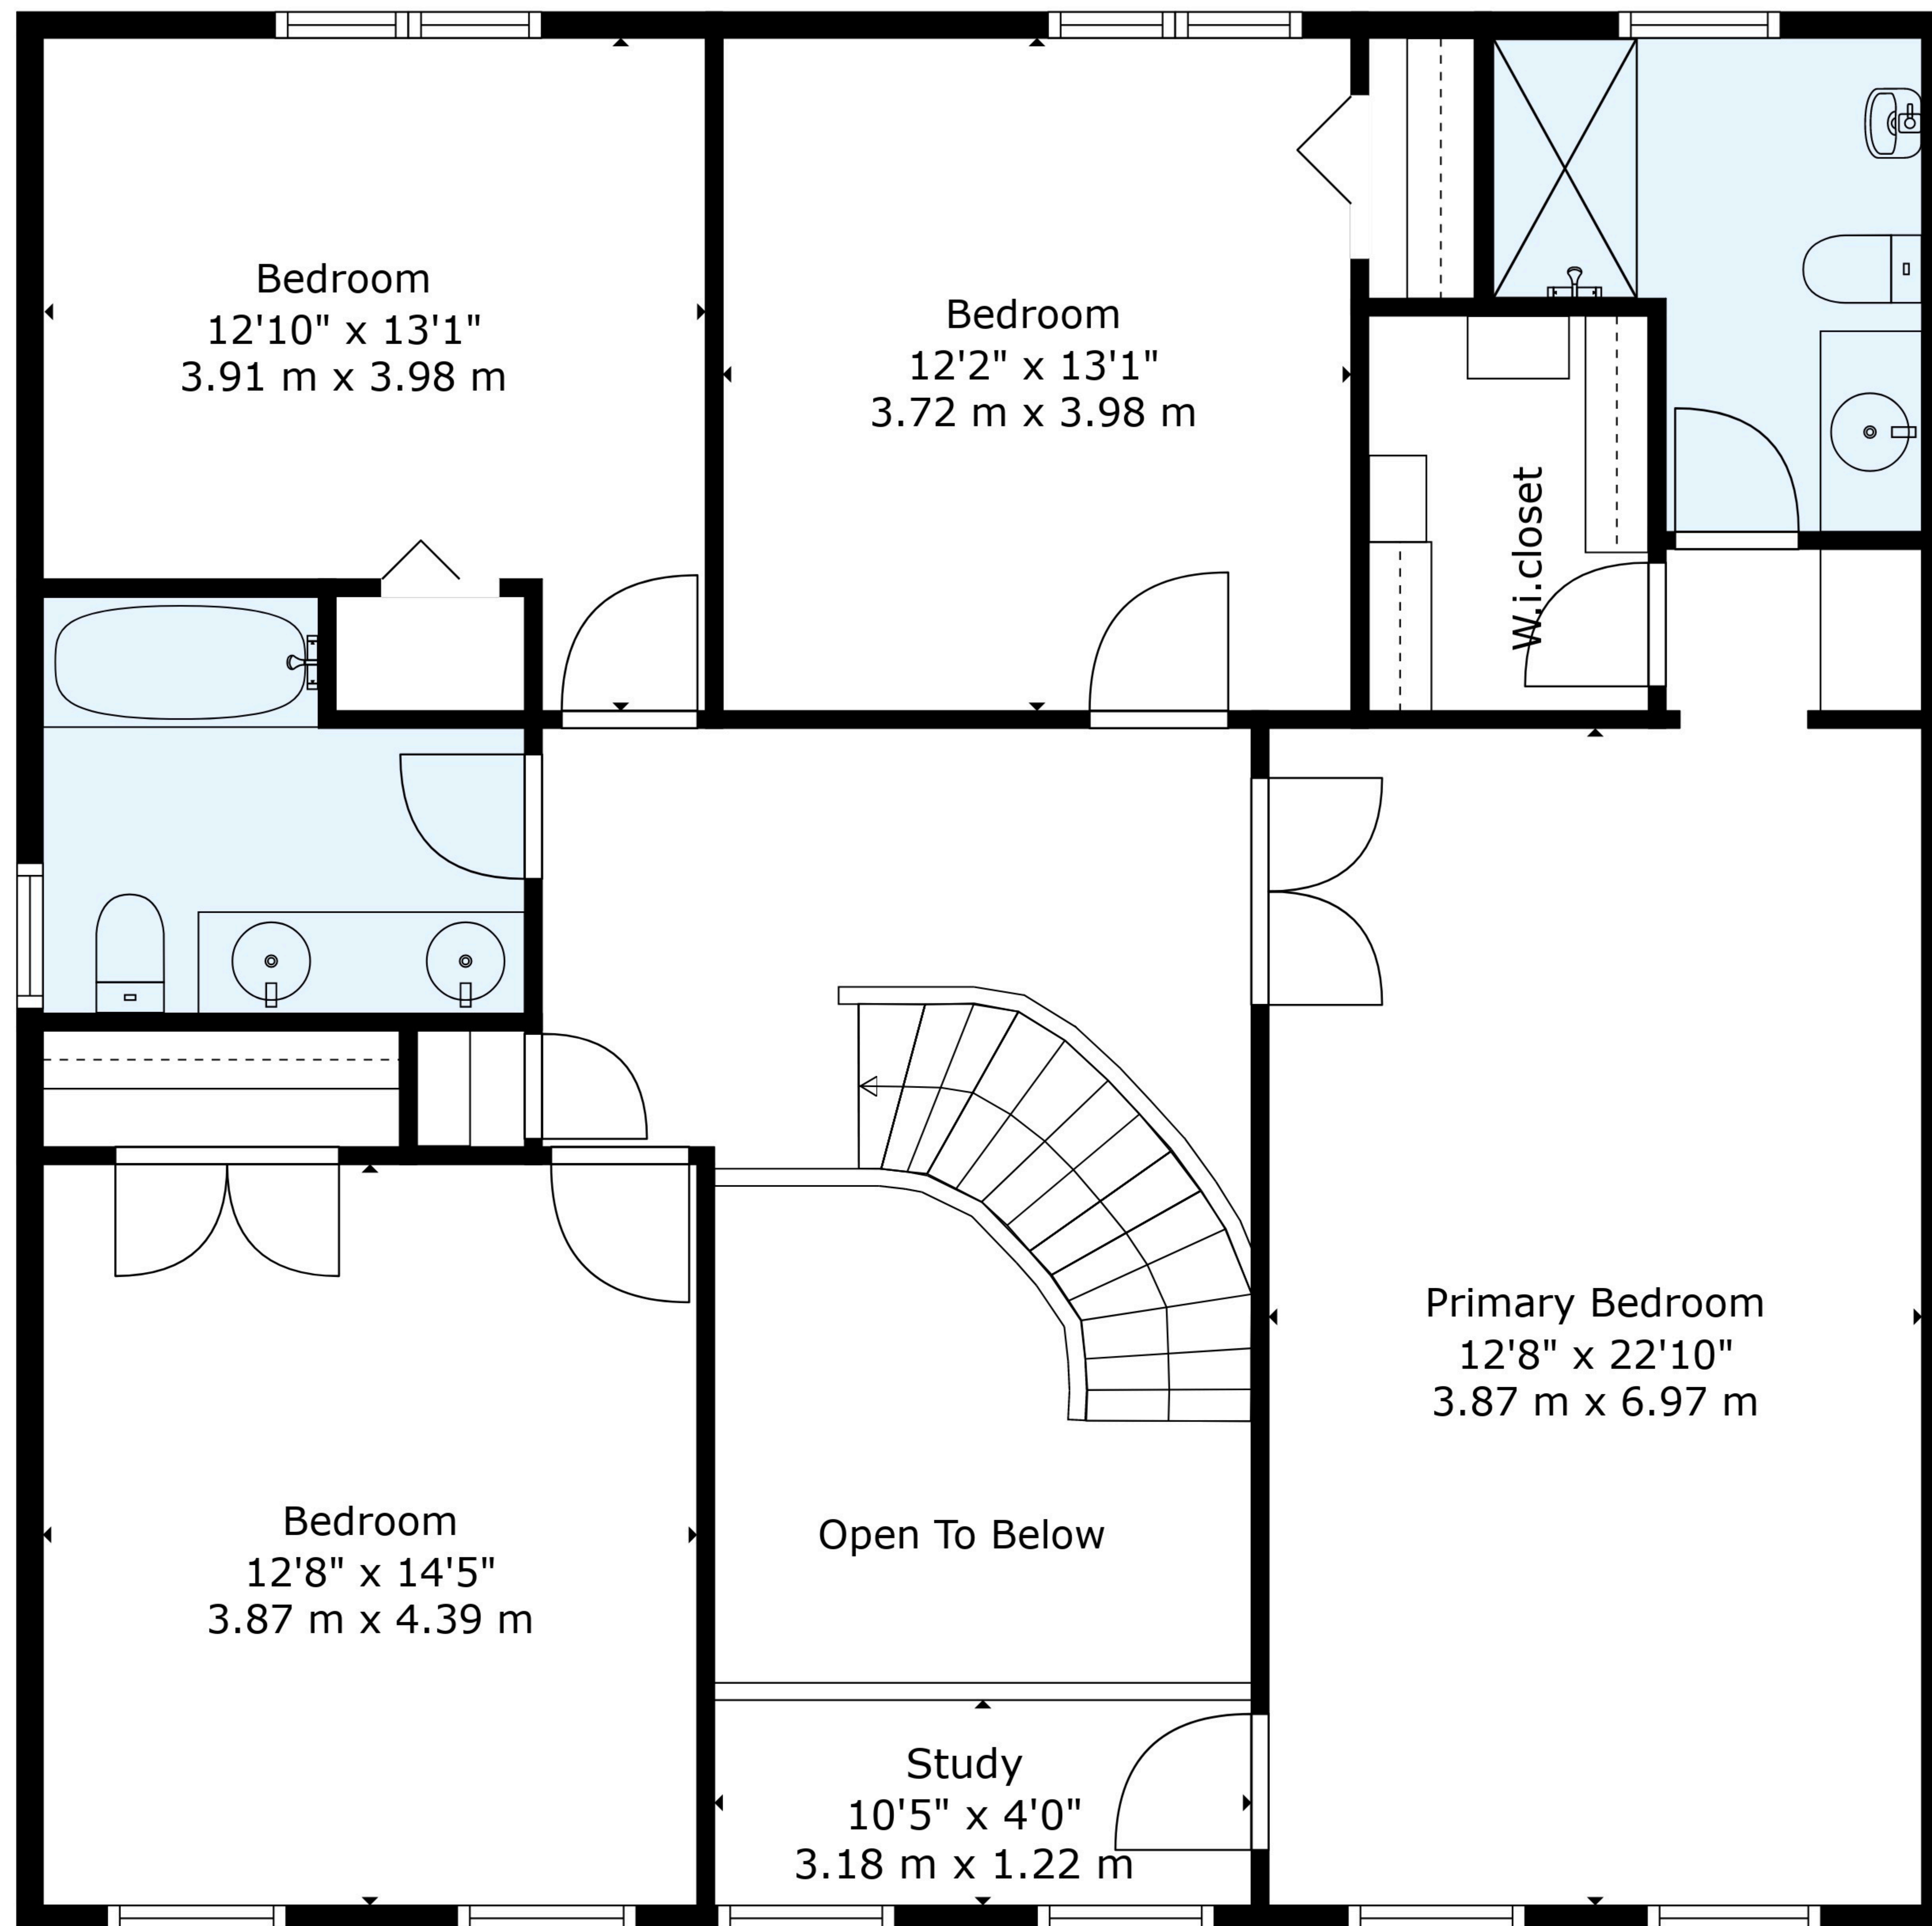 Bedroom
12'10" x 13'1"
3.91 m x 3.98 m
Bedroom
12'2" x 13'1"
3.72 m x 3.98 m
W.i.closet
Primary Bedroom
12'8" x 22'10"
3.87 m x 6.97 m
Bedroom
12'8" x 14'5"
3.87 m x 4.39 m
Open To Below
Study
10'5" x 4'0"
3.18 m x 1.22 m